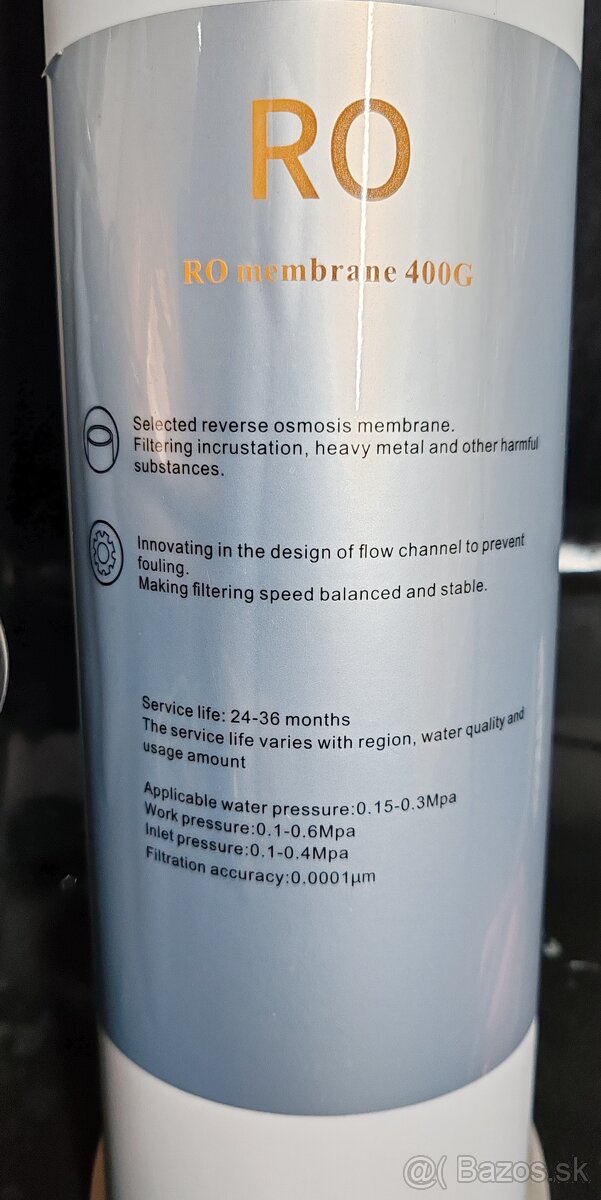 RO
RO membrane 400G
Selected reverse osmosis membrane.
Filtering incrustation, heavy metal and other harmful
substances.
Innovating in the design of flow channel to prevent
fouling.
Making filtering speed balanced and stable.
Service life: 24-36 months
The service life varies with region, water quality and
usage amount
Applicable water pressure:0.15-0.3Mpa
Work pressure:0.1-0.6Mpa
Inlet pressure:0.1-0.4Mpa
Filtration accuracy:0.0001μm
@( Bazos.sk